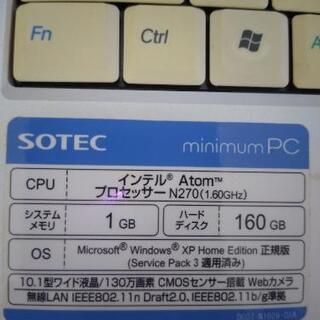 Fn
Ctrl
SOTEC
minimum PC
CPU
インテル® Atom™
プロセッサー N270(1.60GHz)
システム
メモリ
1 GB
ハード
ディスク
160 GB
OS
Microsoft® Windows® XP Home Edition 正規版
(Service Pack 3 適用済み)
10.1型ワイド液晶/130万画素 CMOSセンサー搭載 Webカメラ
無線LAN IEEE802.11n Draft2.0、IEEE802.11b/g準拠